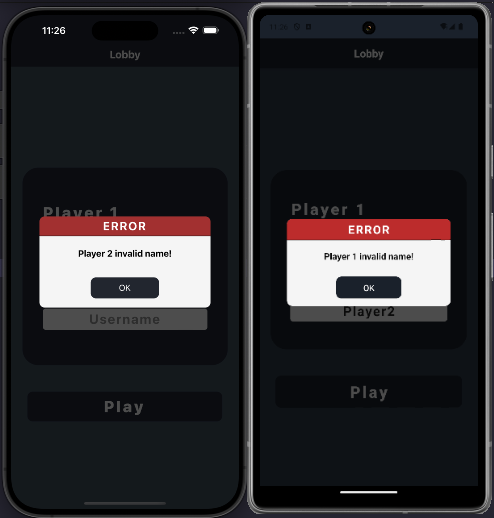 11:26
Lobby
Player 1
ERROR
Player 2 invalid name!
OK
Username
Play
11:26
Lobby
Player 1
ERROR
Player 1 invalid name!
OK
Player2
Play